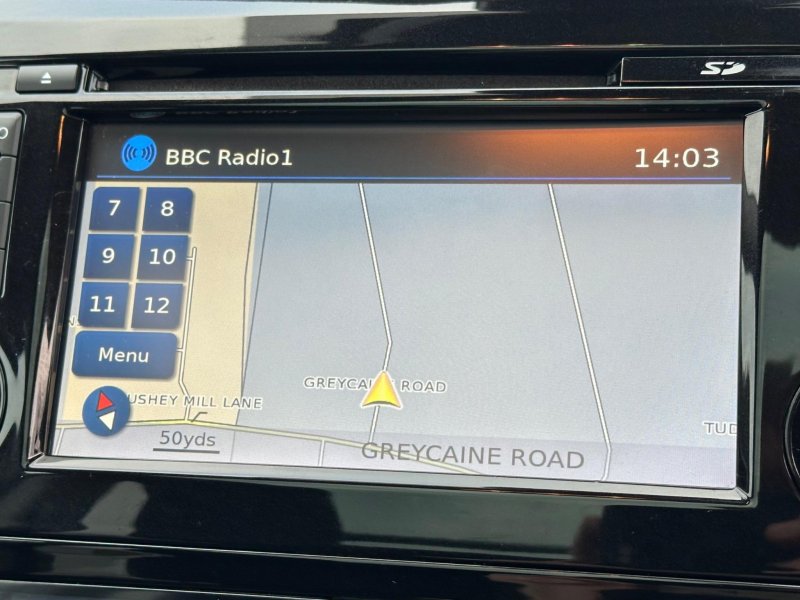 SD
BBC Radio1
14:03
7 8
9 10
11 12
Menu
GREYCAI ROAD
USHEY MILL LANE
TUD
50yds
GREYCAINE ROAD